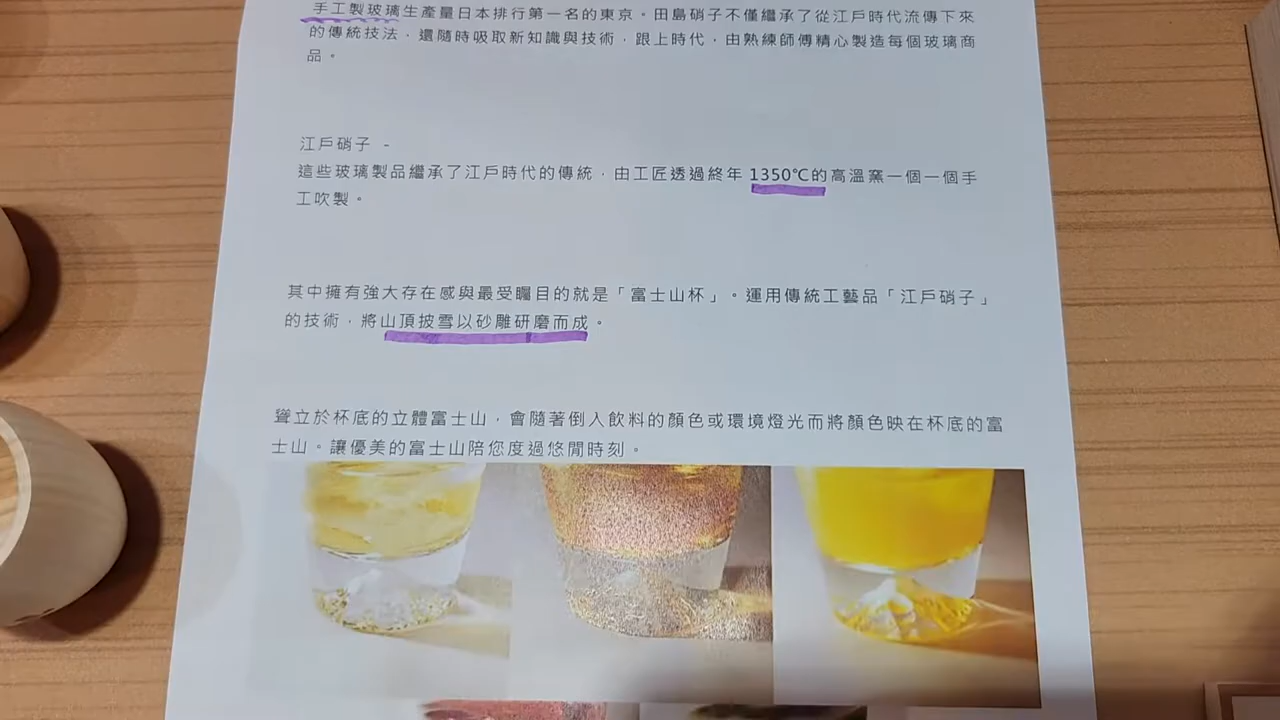 手工製玻璃生產量日本排行第一名的東京。田島硝子不僅繼承了從江戶時代流傳下來
的傳統技法，還隨時吸取新知識與技術，跟上時代，由熟練師傅精心製造每個玻璃商
品。
江戶硝子 -
這些玻璃製品繼承了江戶時代的傳統，由工匠透過終年 1350℃的高溫窯一個一個手
工吹製。
其中擁有強大存在感與最受矚目的就是「富士山杯」。運用傳統工藝品「江戶硝子」
的技術，將山頂披雪以砂雕研磨而成。
聳立於杯底的立體富士山，會隨著倒入飲料的顏色或環境燈光而將顏色映在杯底的富
士山。讓優美的富士山陪您度過悠閒時刻。